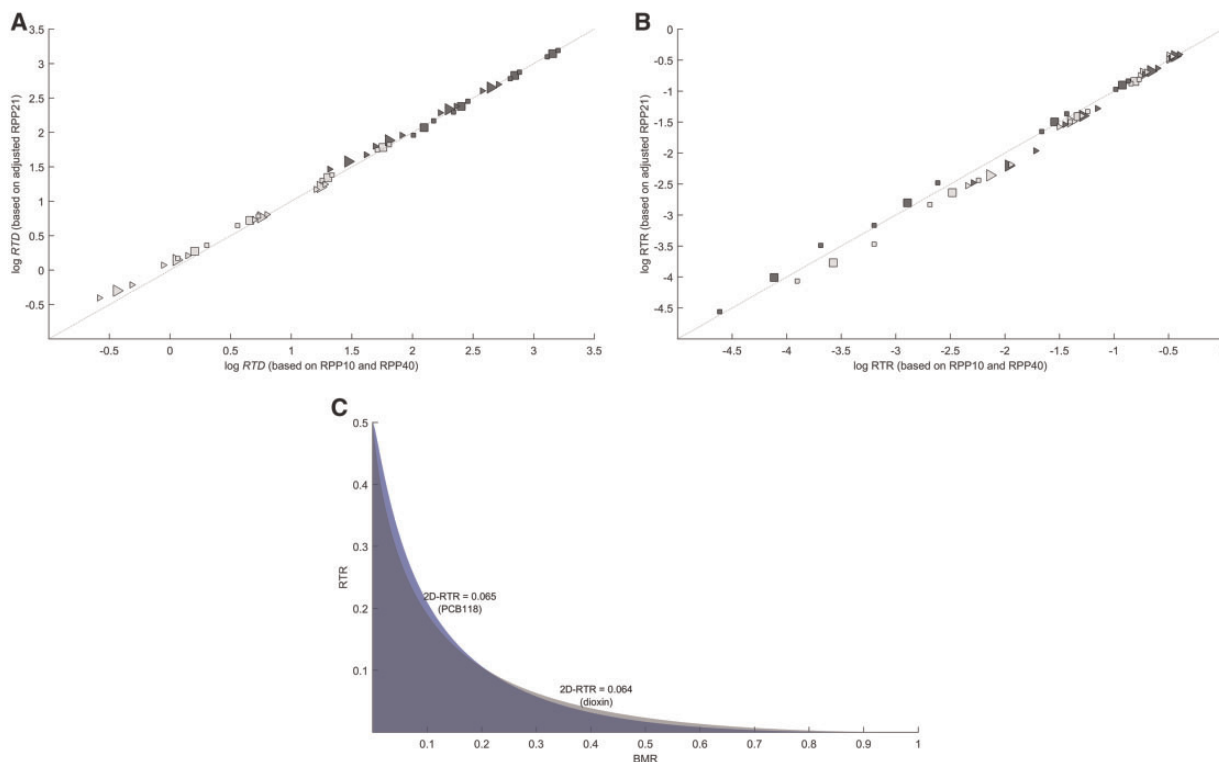 A
3.5
3
2.5
2
1.5
1
0.5
0
-0.5
log RTD (based on adjusted RPP21)
-0.5 0 0.5 1 1.5 2 2.5 3 3.5
log RTD (based on RPP10 and RPP40)
B
0
-0.5
-1
-1.5
-2
-2.5
-3
-3.5
-4
-4.5
log RTR (based on adjusted RPP21)
-4.5 -4 -3.5 -3 -2.5 -2 -1.5 -1 -0.5 0
log RTR (based on RPP10 and RPP40)
C
0.5
0.4
0.3
0.2
0.1
RTR
2D-RTR = 0.065
(PCB118)
2D-RTR = 0.064
(dioxin)
0.1 0.2 0.3 0.4 0.5 0.6 0.7 0.8 0.9 1
BMR